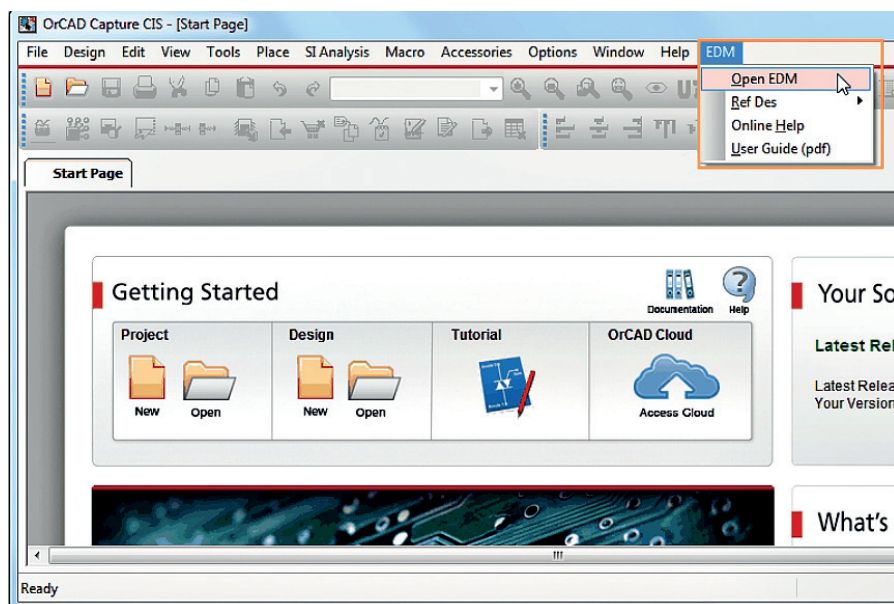 OrCAD Capture CIS - [Start Page]
File Design Edit View Tools Place SI Analysis Macro Accessories Options Window Help EDM
Open EDM
Ref Des
Online Help
User Guide (pdf)
Start Page
Getting Started
Documentation Help
Project Design Tutorial OrCAD Cloud
New Open New Open Access Cloud
Your So
Latest Rel
Latest Relea
Your Version
What's
Ready